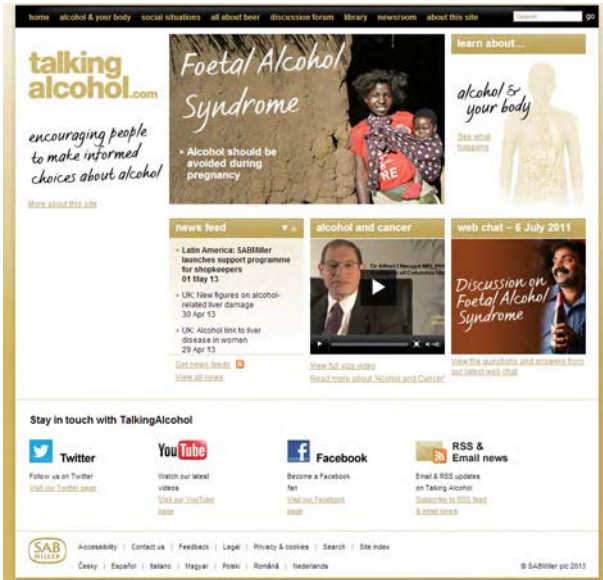 home alcohol & your body social situations all about beer discussion forum library newsroom about this site Search go
talking
alcohol.com
encouraging people
to make informed
choices about alcohol
More about this site
Foetal Alcohol
Syndrome
▸ Alcohol should be
avoided during
pregnancy
learn about...
alcohol &
your body
See what
happens
news feed
Latin America: SABMiller
launches support programme
for shopkeepers
01 May 13
UK: New figures on alcohol-
related liver damage
30 Apr 13
UK: Alcohol link to liver
disease in women
29 Apr 13
Get news feeds
View all news
alcohol and cancer
View full size video
Read more about 'Alcohol and Cancer'
web chat – 6 July 2011
Discussion on
Foetal Alcohol
Syndrome
View the questions and answers from
our latest web chat
Stay in touch with TalkingAlcohol
Twitter
Follow us on Twitter
Visit our Twitter page
YouTube
Watch our latest
videos
Visit our YouTube
page
Facebook
Become a Facebook
fan
Visit our Facebook
page
RSS &
Email news
Email & RSS updates
on Talking Alcohol
Subscribe to RSS feed
& email news
SAB
MILLER
Accessibility | Contact us | Feedback | Legal | Privacy & cookies | Search | Site index
Česky | Español | Italiano | Magyar | Polski | Română | Nederlands
© SABMiller plc 2013